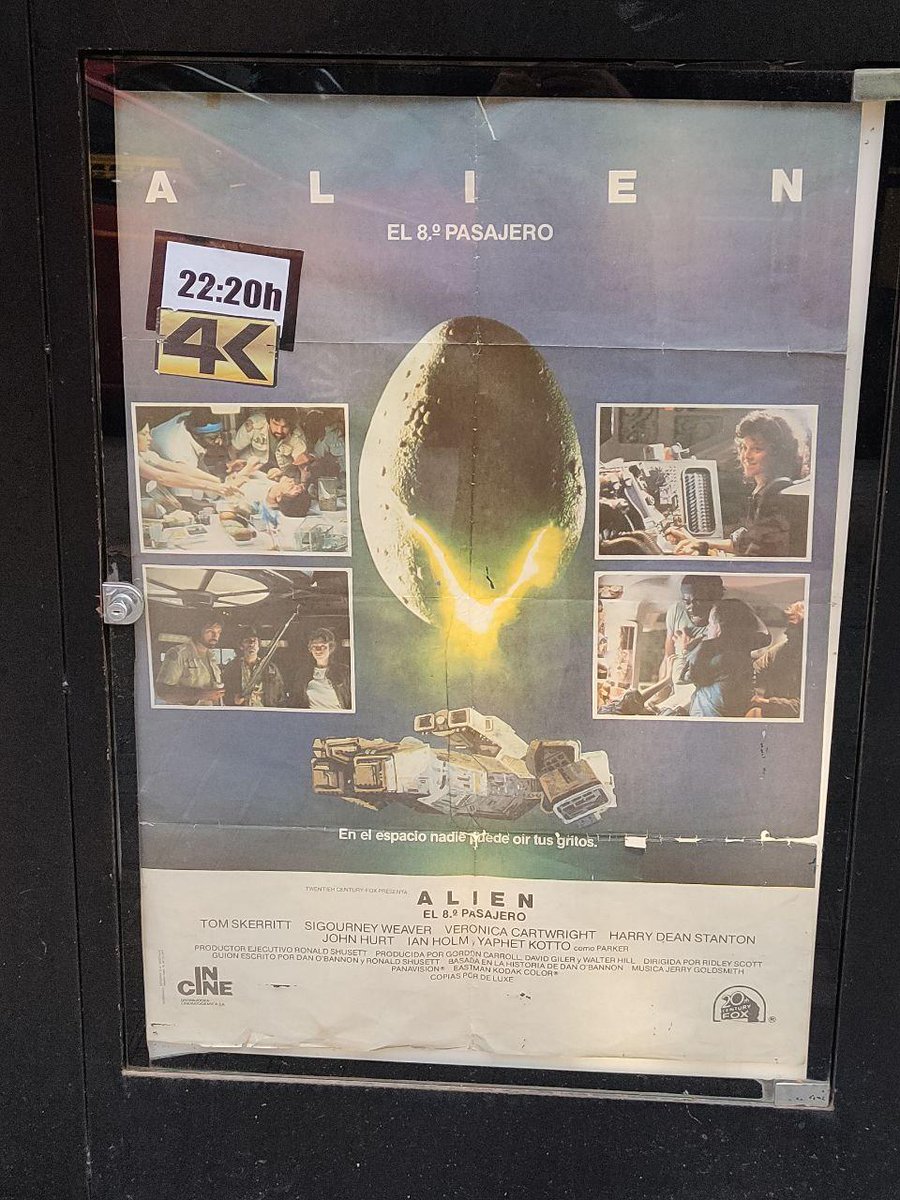 A L I E N
EL 8.º PASAJERO
22:20h
4K
En el espacio nadie puede oir tus gritos.
TWENTIETH CENTURY-FOX PRESENTA
ALIEN
EL 8.º PASAJERO
TOM SKERRITT SIGOURNEY WEAVER VERONICA CARTWRIGHT HARRY DEAN STANTON
JOHN HURT IAN HOLM y YAPHET KOTTO como PARKER
PRODUCTOR EJECUTIVO RONALD SHUSETT PRODUCIDA POR GORDON CARROLL, DAVID GILER y WALTER HILL DIRIGIDA POR RIDLEY SCOTT
GUION ESCRITO POR DAN O'BANNON y RONALD SHUSETT BASADA EN LA HISTORIA DE DAN O'BANNON MUSICA JERRY GOLDSMITH
PANAVISION® EASTMAN KODAK COLOR®
COPIAS POR DE LUXE
IN
CINE
20th
CENTURY
FOX
®